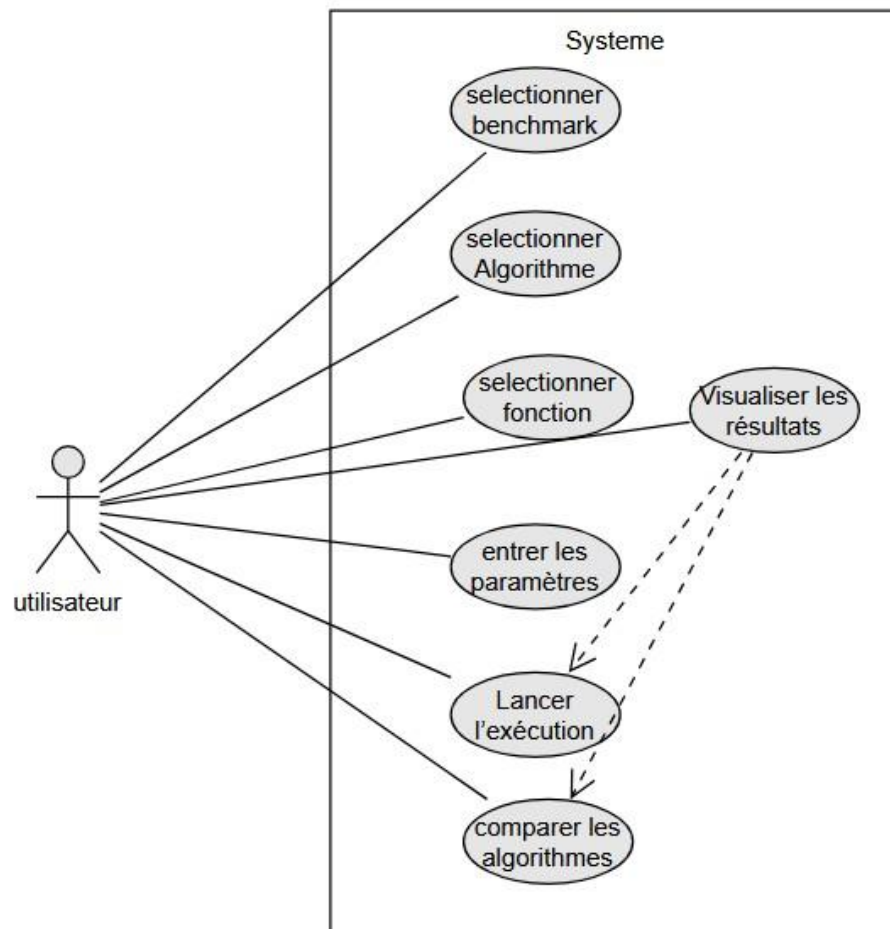 Systeme
selectionner
benchmark
selectionner
Algorithme
selectionner
fonction
Visualiser les
résultats
entrer les
paramètres
utilisateur
Lancer
l'exécution
comparer les
algorithmes